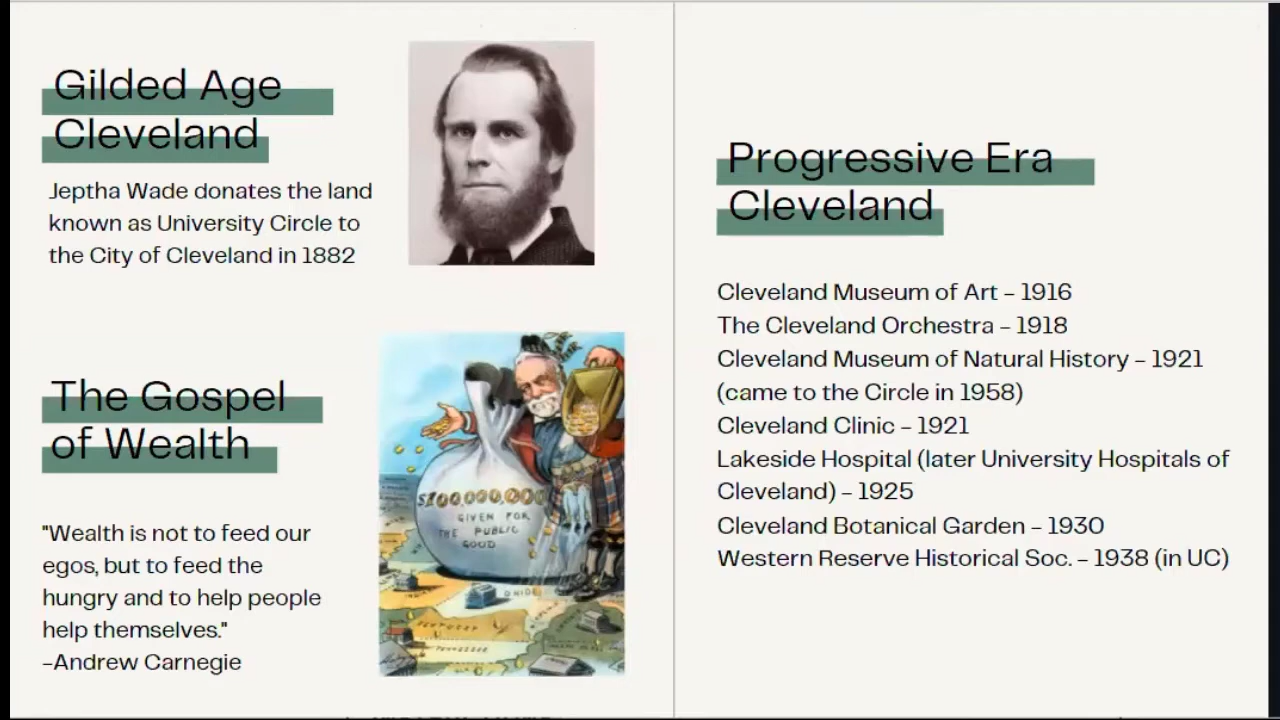 Gilded Age
Cleveland
Jeptha Wade donates the land
known as University Circle to
the City of Cleveland in 1882
The Gospel
of Wealth
"Wealth is not to feed our
egos, but to feed the
hungry and to help people
help themselves."
-Andrew Carnegie
GIVEN FOR
THE PUBLIC
GOOD
KENTUCKY
TENNESSEE
Progressive Era
Cleveland
Cleveland Museum of Art - 1916
The Cleveland Orchestra - 1918
Cleveland Museum of Natural History - 1921
(came to the Circle in 1958)
Cleveland Clinic - 1921
Lakeside Hospital (later University Hospitals of
Cleveland) - 1925
Cleveland Botanical Garden - 1930
Western Reserve Historical Soc. - 1938 (in UC)